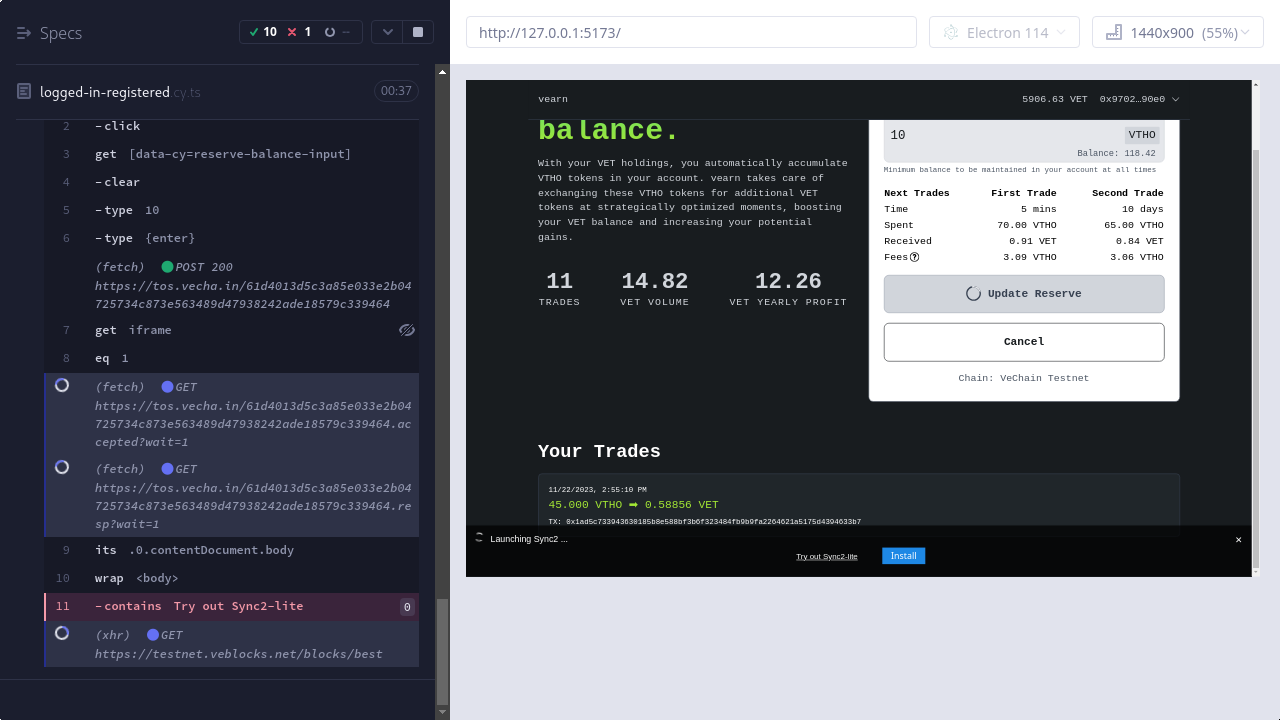 Specs
10 1 --
logged-in-registered.cy.ts 00:37
2 -click
3 get [data-cy=reserve-balance-input]
4 -clear
5 -type 10
6 -type {enter}
(fetch) POST 200
https://tos.vecha.in/61d4013d5c3a85e033e2b04
725734c873e563489d47938242ade18579c339464
7 get iframe
8 eq 1
(fetch) GET
https://tos.vecha.in/61d4013d5c3a85e033e2b04
725734c873e563489d47938242ade18579c339464.ac
cepted?wait=1
(fetch) GET
https://tos.vecha.in/61d4013d5c3a85e033e2b04
725734c873e563489d47938242ade18579c339464.re
sp?wait=1
9 its .0.contentDocument.body
10 wrap <body>
11 -contains Try out Sync2-lite 0
(xhr) GET
https://testnet.veblocks.net/blocks/best
http://127.0.0.1:5173/
Electron 114
1440x900 (55%)
vearn
5906.63 VET 0x9702…90e0
balance.
With your VET holdings, you automatically accumulate
VTHO tokens in your account. vearn takes care of
exchanging these VTHO tokens for additional VET
tokens at strategically optimized moments, boosting
your VET balance and increasing your potential
gains.
11 14.82 12.26
TRADES VET VOLUME VET YEARLY PROFIT
10 VTHO
Balance: 118.42
Minimum balance to be maintained in your account at all times
Next Trades First Trade Second Trade
Time 5 mins 10 days
Spent 70.00 VTHO 65.00 VTHO
Received 0.91 VET 0.84 VET
Fees? 3.09 VTHO 3.06 VTHO
Update Reserve
Cancel
Chain: VeChain Testnet
Your Trades
11/22/2023, 2:55:10 PM
45.000 VTHO ➡ 0.58856 VET
TX: 0x1ad5c733943630185b8e588bf3b6f323484fb9b9fa2264621a5175d4394633b7
Launching Sync2 ... ×
Try out Sync2-lite Install